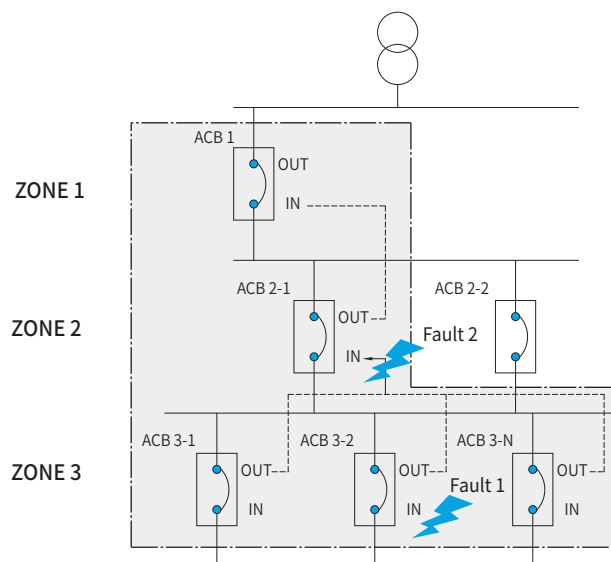 ACB 1
OUT
ZONE 1
IN
ACB 2-1
ACB 2-2
OUT
ZONE 2
Fault 2
IN
ACB 3-1
ACB 3-2
ACB 3-N
ZONE 3
OUT
OUT
OUT
Fault 1
IN
IN
IN